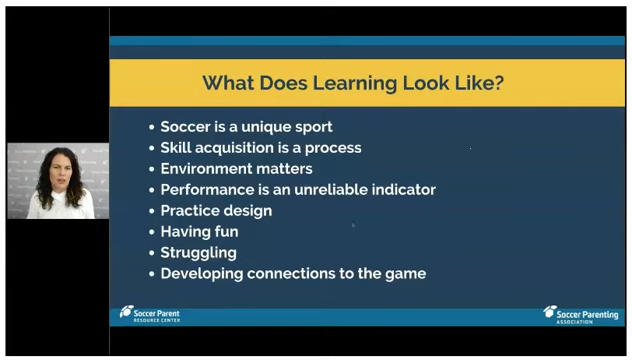 What Does Learning Look Like?
• Soccer is a unique sport
• Skill acquisition is a process
• Environment matters
• Performance is an unreliable indicator
• Practice design
• Having fun
• Struggling
• Developing connections to the game
Soccer Parent
RESOURCE CENTER
Soccer Parenting
ASSOCIATION